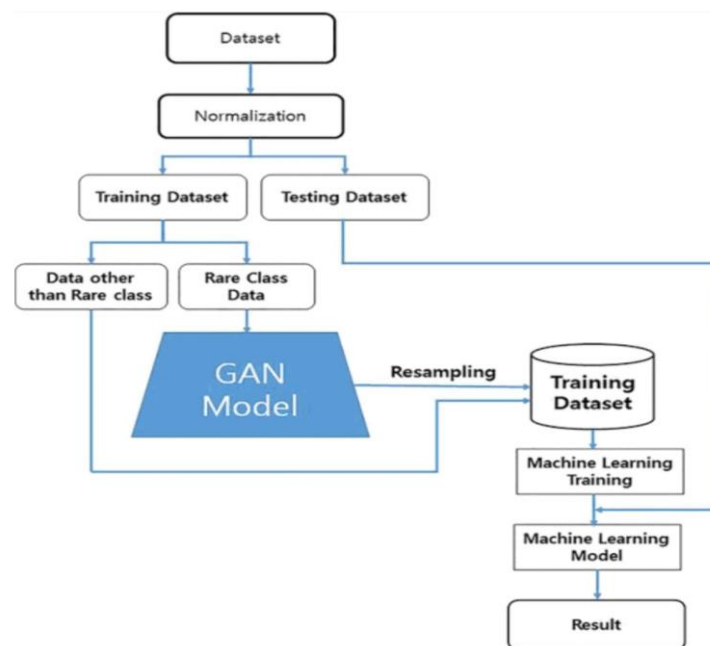 Dataset
Normalization
Training Dataset
Testing Dataset
Data other
than Rare class
Rare Class
Data
GAN
Model
Resampling
Training
Dataset
Machine Learning
Training
Machine Learning
Model
Result